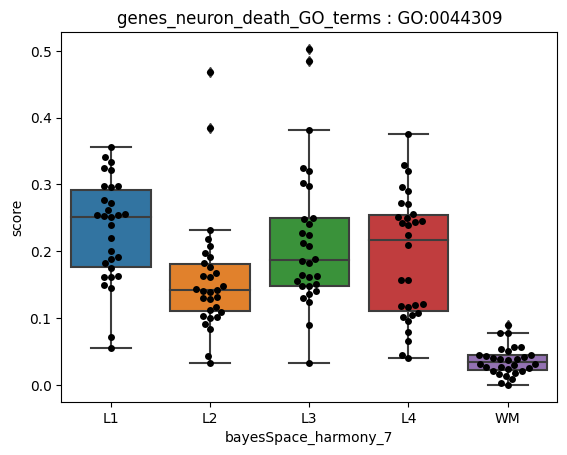 genes_neuron_death_GO_terms : GO:0044309
score
0.5
0.4
0.3
0.2
0.1
0.0
L1 L2 L3 L4 WM
bayesSpace_harmony_7